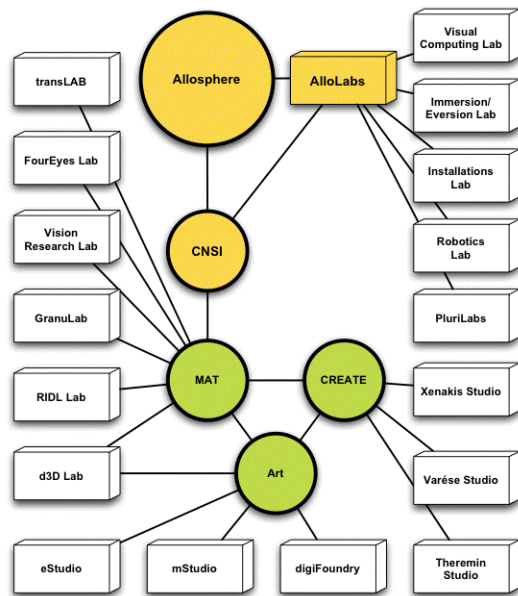 Visual
Computing Lab
transLAB
Allosphere
AlloLabs
Immersion/
Eversion Lab
FourEyes Lab
Installations
Lab
Vision
Research Lab
CNSI
Robotics
Lab
GranuLab
PluriLabs
MAT
CREATE
Xenakis Studio
RIDL Lab
d3D Lab
Art
Varése Studio
eStudio
mStudio
digiFoundry
Theremin
Studio